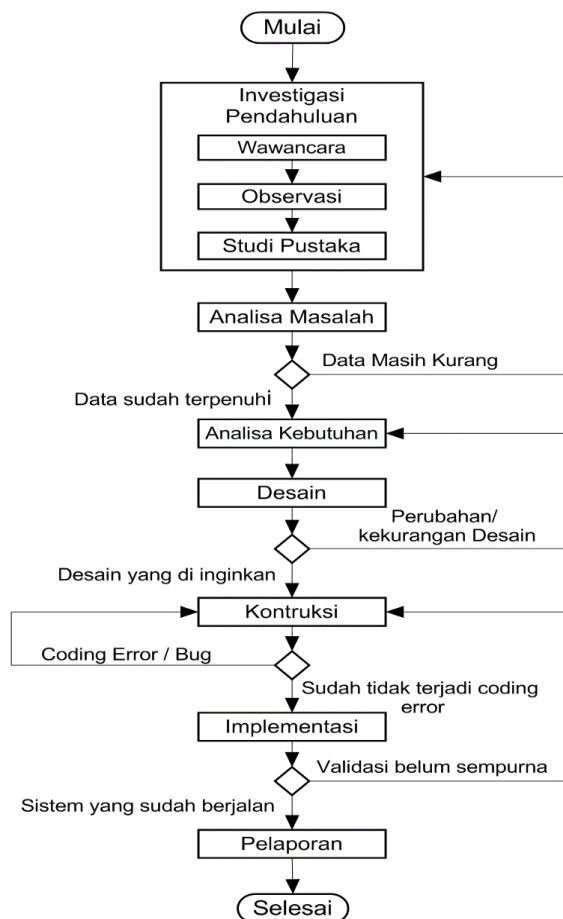 Mulai
Investigasi
Pendahuluan
Wawancara
Observasi
Studi Pustaka
Analisa Masalah
Data Masih Kurang
Data sudah terpenuhi
Analisa Kebutuhan
Desain
Perubahan/
kekurangan Desain
Desain yang di inginkan
Kontruksi
Coding Error / Bug
Sudah tidak terjadi coding
error
Implementasi
Validasi belum sempurna
Sistem yang sudah berjalan
Pelaporan
Selesai